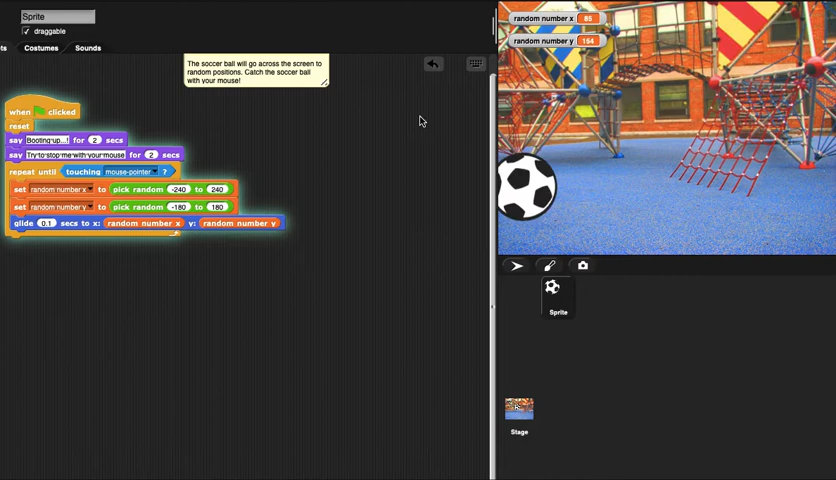 Sprite
draggable
ts Costumes Sounds
The soccer ball will go across the screen to
random positions. Catch the soccer ball
with your mouse!
when clicked
reset
say Booting up...! for 2 secs
say Try to stop me with your mouse for 2 secs
repeat until touching mouse-pointer ?
set random number x to pick random -240 to 240
set random number y to pick random -180 to 180
glide 0.1 secs to x: random number x y: random number y
random number x 85
random number y 154
Sprite
Stage